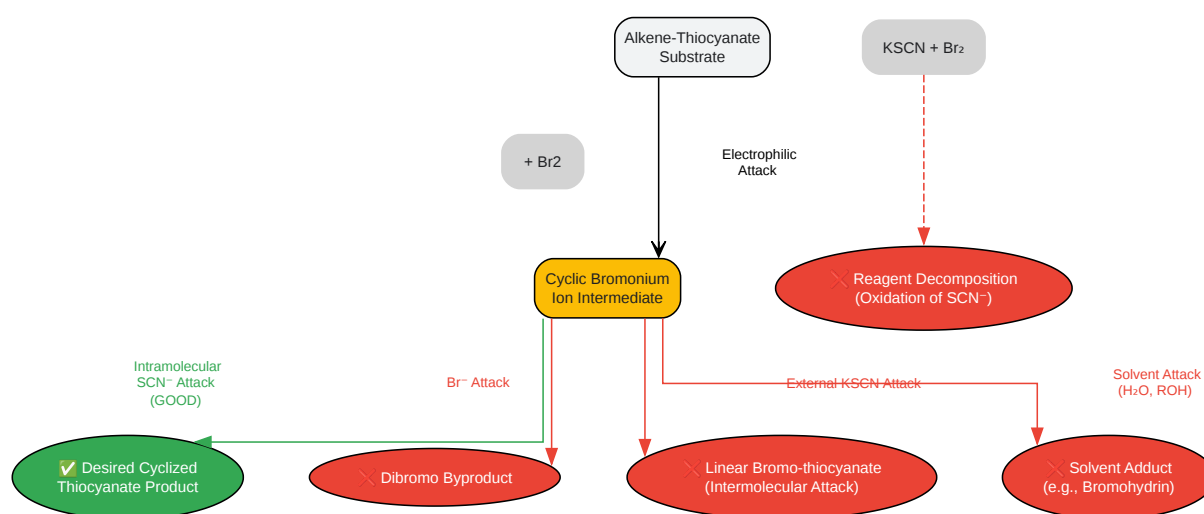 Alkene-Thiocyanate
Substrate
KSCN + Br₂
+ Br2
Electrophilic
Attack
Cyclic Bromonium
Ion Intermediate
❌ Reagent Decomposition
(Oxidation of SCN⁻)
Intramolecular
SCN⁻ Attack
(GOOD)
Br⁻ Attack
External KSCN Attack
Solvent Attack
(H₂O, ROH)
✅ Desired Cyclized
Thiocyanate Product
❌ Dibromo Byproduct
❌ Linear Bromo-thiocyanate
(Intermolecular Attack)
❌ Solvent Adduct
(e.g., Bromohydrin)